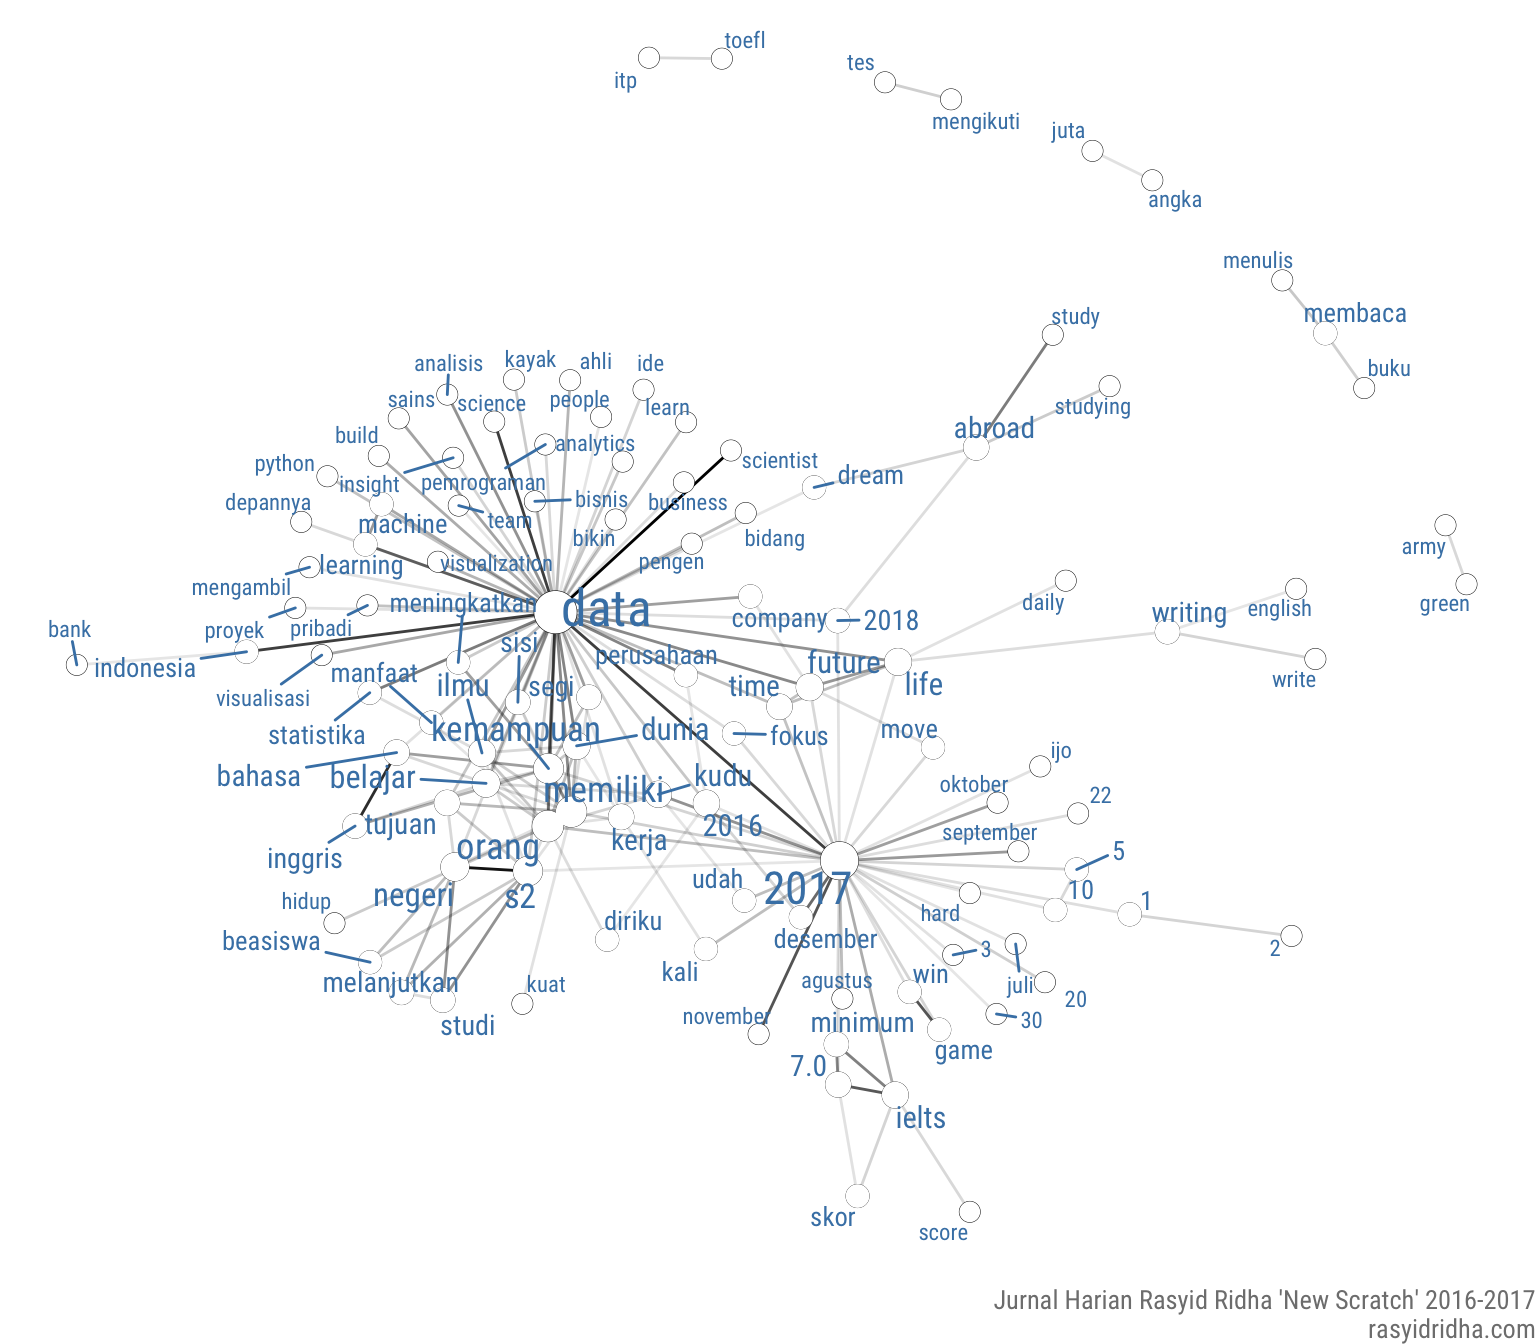 toefl
itp
tes
mengikuti
juta
angka
menulis
membaca
buku
study
studying
abroad
analisis
kayak
ahli
ide
sains
science
people
learn
build
analytics
scientist
python
insight
pemrograman
dream
depannya
machine
team
bisnis
business
bikin
bidang
army
green
learning
visualization
pengen
mengambil
meningkatkan
data
company
2018
daily
writing
english
proyek
pribadi
bank
indonesia
sisi
perusahaan
future
life
write
visualisasi
manfaat
ilmu
segi
time
statistika
kemampuan
dunia
fokus
move
bahasa
belajar
memiliki
kudu
ijo
oktober
22
tujuan
2016
september
inggris
orang
kerja
5
negeri
s2
udah
2017
10
1
hidup
beasiswa
diriku
desember
hard
2
melanjutkan
kali
3
kuat
agustus
win
juli
20
studi
november
minimum
30
7.0
game
ielts
skor
score
Jurnal Harian Rasyid Ridha 'New Scratch' 2016-2017
rasyidridha.com